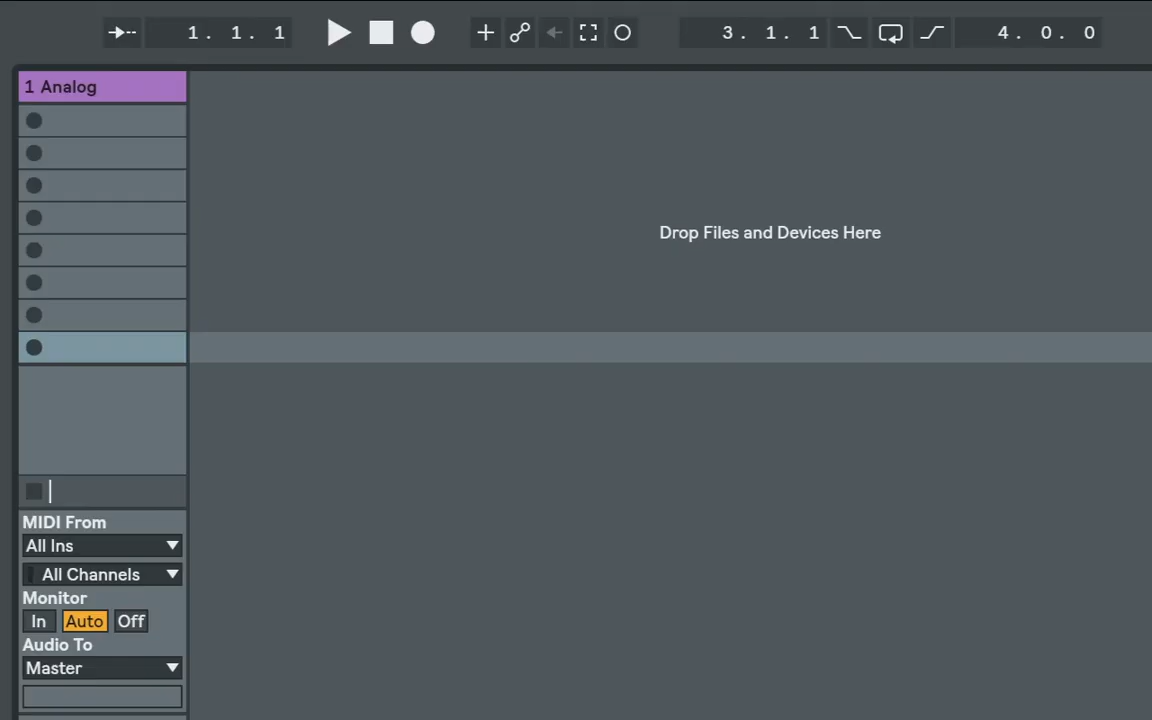 1. 1. 1 3. 1. 1 4. 0. 0
1 Analog
Drop Files and Devices Here
MIDI From
All Ins
All Channels
Monitor
In Auto Off
Audio To
Master